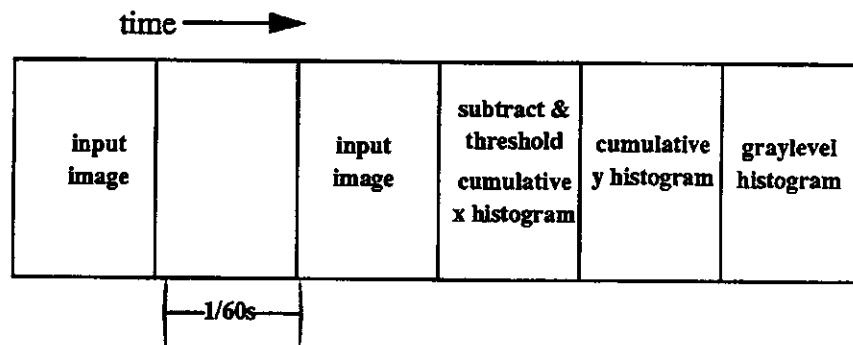 time
input
image
input
image
subtract &
threshold
cumulative
x histogram
cumulative
y histogram
graylevel
histogram
1/60s